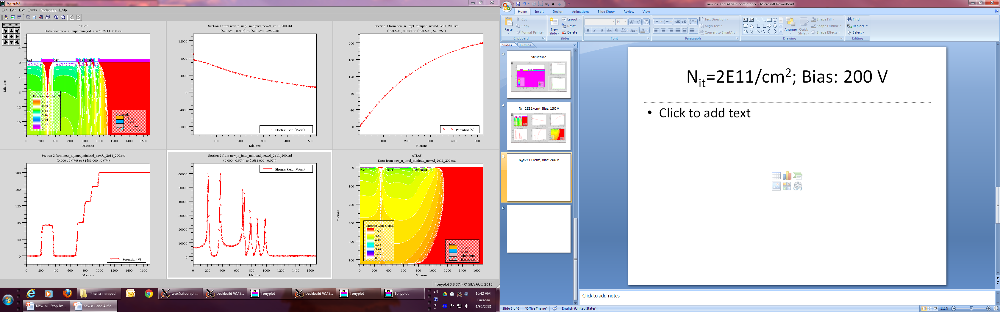 Tonyplot
File Edit Plot Tools Production Help
ATLAS
Data from new_n_impl_minipad_newAl_2e11_200.std
-4
0
4
8
12
16
Microns
Pad GR1
Electron Conc (/cm3)
10.3
8.59
6.88
5.16
3.44
1.72
0
Materials
Silicon
SiO2
Aluminum
Electrodes
0 200 400 600 800 1000 1200 1400 1600
Microns
Section 1 from new_n_impl_minipad_newAl_2e11_200.std
(523.570 , 0.336) to (523.570 , 525.250)
12000
8000
4000
0
-4000
-8000
Electric Field (V/cm)
100 200 300 400 500
Microns
Section 1 from new_n_impl_minipad_newAl_2e11_200.std
(523.570 , 0.336) to (523.570 , 525.250)
200
160
120
80
40
0
Potential (V)
100 200 300 400 500
Microns
Section 2 from new_n_impl_minipad_newAl_2e11_200.std
(0.000 , 0.974) to (1683.000 , 0.974)
200
160
120
80
40
0
Potential (V)
0 200 400 600 800 1000 1200 1400 1600
Microns
Section 2 from new_n_impl_minipad_newAl_2e11_200.std
(0.000 , 0.974) to (1683.000 , 0.974)
Electric Field (V/cm)
60000
50000
40000
30000
20000
10000
0
0 200 400 600 800 1000 1200 1400 1600
Microns
ATLAS
Data from new_n_impl_minipad_newAl_2e11_200.std
0
100
200
300
400
500
Microns
Pad GR1 GR2
Electron Conc (/cm3)
10.3
8.59
6.88
5.16
3.44
1.72
0
Materials
Silicon
SiO2
Aluminum
Electrodes
0 200 400 600 800 1000 1200 1400 1600
Microns
Tonyplot 3.8.37.R © SILVACO 2013
Phenix_minipad
wei@silicon:ph...
Deckbuild V3.42...
Tonyplot
Deckbuild V3.42...
Tonyplot
Tonyplot
New-n+-Stop-Im...
new n+ and Al fie...
EN
10:42 AM
Tuesday
4/30/2013
new n+ and Al field config.pptx - Microsoft PowerPoint
Home Insert Design Animations Slide Show Review View
Paste
Cut
Copy
Format Painter
Clipboard
New Slide
Layout
Reset
Delete
Slides
44
Font
Text Direction
Align Text
Convert to SmartArt
Paragraph
Arrange
Quick Styles
Shape Fill
Shape Outline
Shape Effects
Drawing
Find
Replace
Select
Editing
Slides Outline
3
Structure
4
Nit=2E11/cm²; Bias: 150 V
5
Nit=2E11/cm²; Bias: 200 V
6
Nit=2E11/cm²; Bias: 200 V
• Click to add text
Click to add notes
Slide 5 of 6 "Office Theme" English (United States)
111%